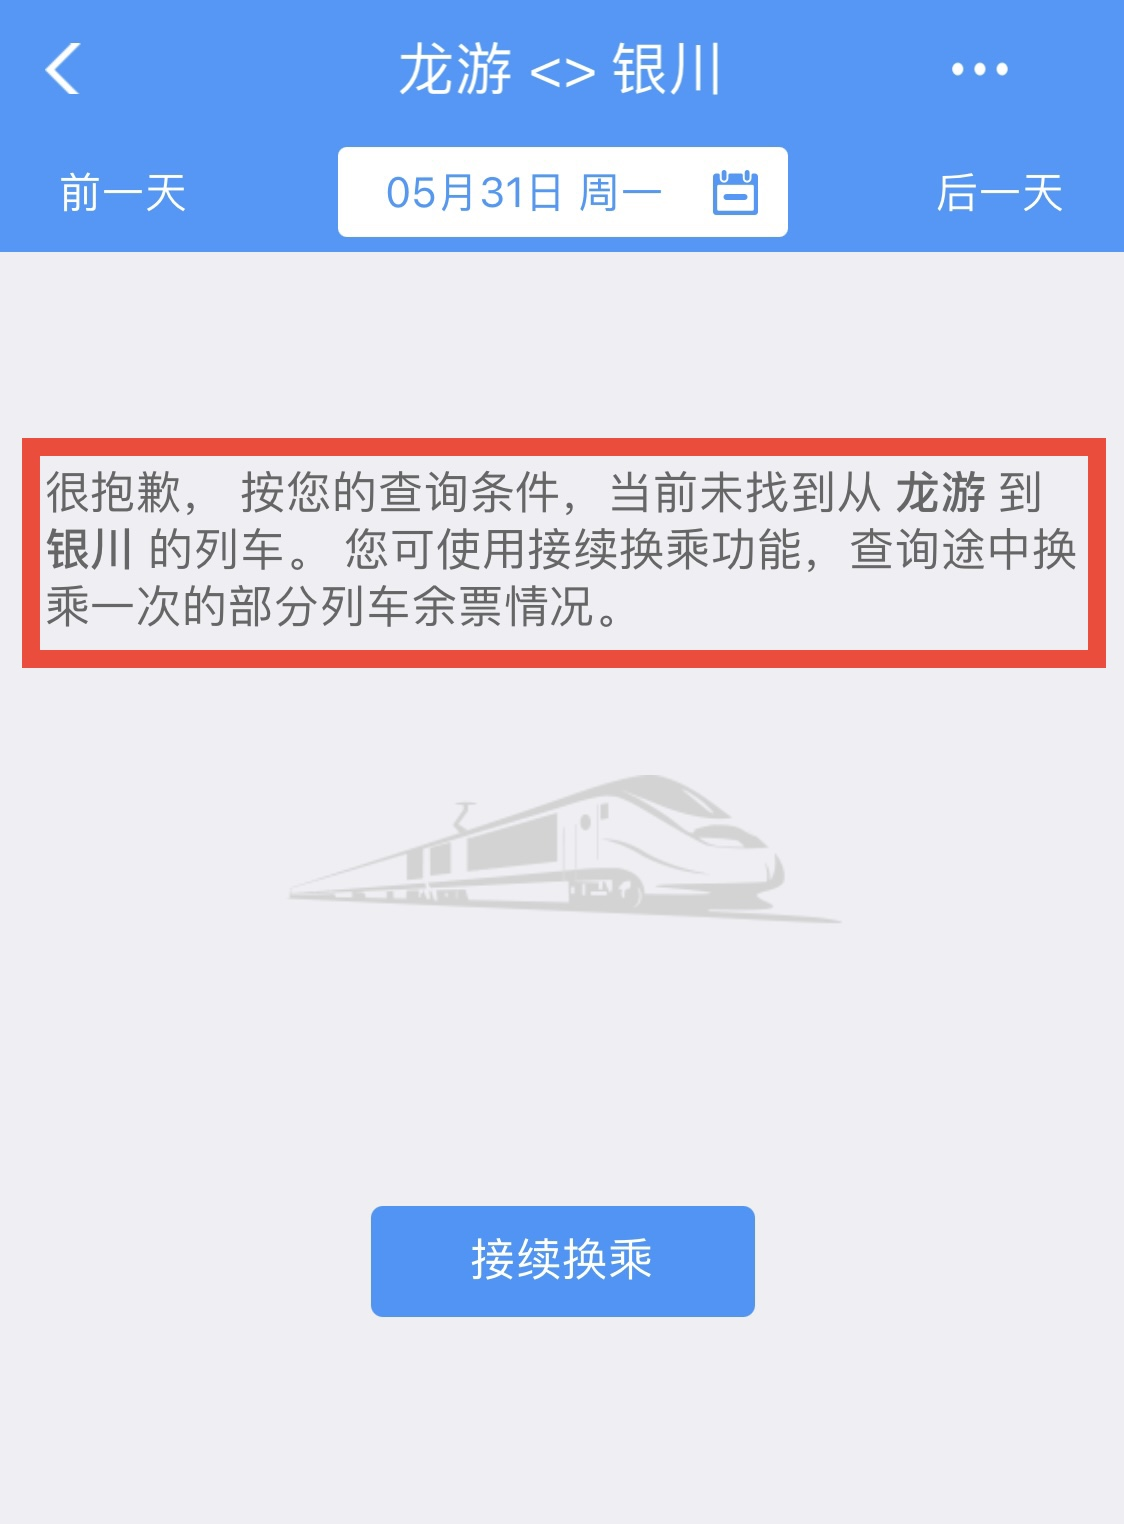 龙游 <> 银川
前一天
05月31日 周一
后一天
很抱歉， 按您的查询条件，当前未找到从 龙游 到
银川 的列车。 您可使用接续换乘功能，查询途中换
乘一次的部分列车余票情况。
接续换乘